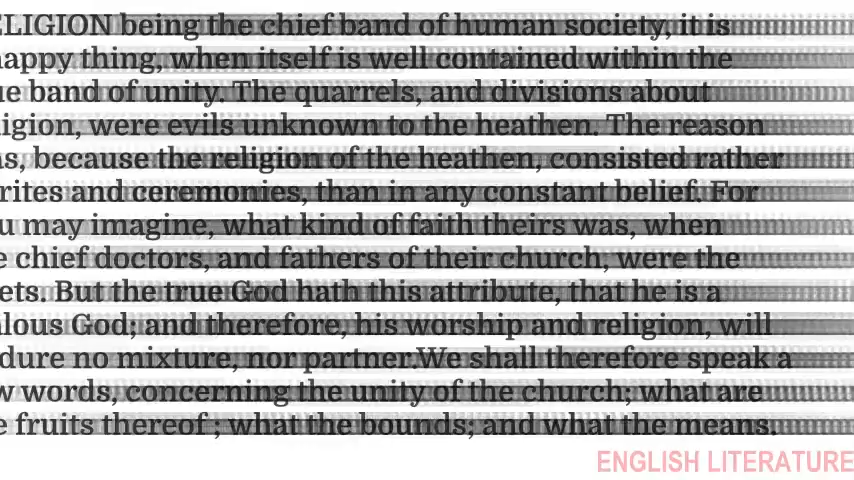 ELIGION being the chief band of human society, it is
happy thing, when itself is well contained within the
ue band of unity. The quarrels, and divisions about
ligion, were evils unknown to the heathen. The reason
as, because the religion of the heathen, consisted rather
rites and ceremonies, than in any constant belief. For
u may imagine, what kind of faith theirs was, when
e chief doctors, and fathers of their church, were the
ets. But the true God hath this attribute, that he is a
alous God; and therefore, his worship and religion, will
dure no mixture, nor partner.We shall therefore speak a
w words, concerning the unity of the church; what are
e fruits thereof ; what the bounds; and what the means.
ENGLISH LITERATURE